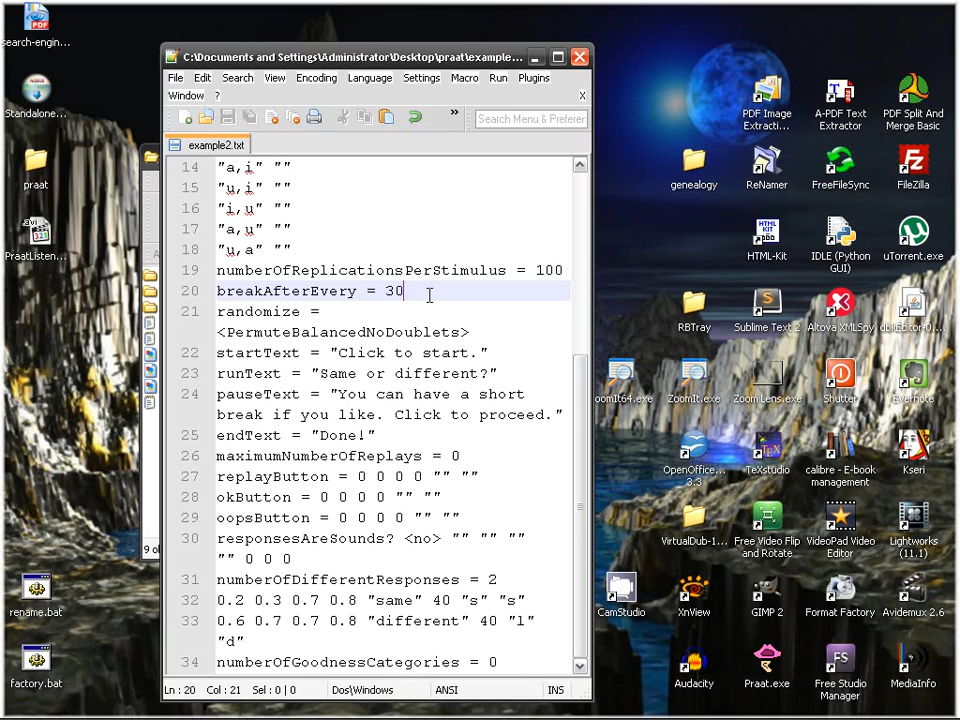 search-engin...
Standalone...
praat
PraatListen...
rename.bat
factory.bat
C:\Documents and Settings\Administrator\Desktop\praat\example...
File Edit Search View Encoding Language Settings Macro Run Plugins
Window ? X
Search Menu & Preferer
example2.txt
14 "a,i" ""
15 "u,i" ""
16 "i,u" ""
17 "a,u" ""
18 "u,a" ""
19 numberOfReplicationsPerStimulus = 100
20 breakAfterEvery = 30
21 randomize =
<PermuteBalancedNoDoublets>
22 startText = "Click to start."
23 runText = "Same or different?"
24 pauseText = "You can have a short
break if you like. Click to proceed."
25 endText = "Done!"
26 maximumNumberOfReplays = 0
27 replayButton = 0 0 0 0 "" ""
28 okButton = 0 0 0 0 "" ""
29 oopsButton = 0 0 0 0 "" ""
30 responsesAreSounds? <no> "" "" ""
"" 0 0 0
31 numberOfDifferentResponses = 2
32 0.2 0.3 0.7 0.8 "same" 40 "s" "s"
33 0.6 0.7 0.7 0.8 "different" 40 "l"
"d"
34 numberOfGoodnessCategories = 0
Ln : 20 Col : 21 Sel : 0 | 0 Dos\Windows ANSI INS
9 ol
PDF Image
Extracti...
A-PDF Text
Extractor
PDF Split And
Merge Basic
genealogy
ReNamer
FreeFileSync
FileZilla
HTML-Kit
IDLE (Python
GUI)
uTorrent.exe
RBTray
Sublime Text 2
Altova XMLSpy
dbkEditor-0....
oomIt64.exe
ZoomIt.exe
Zoom Lens.exe
Shutter
Evernote
OpenOffice....
3.3
TeXstudio
calibre - E-book
management
Kseri
VirtualDub-1...
Free Video Flip
and Rotate
VideoPad Video
Editor
Lightworks
(11.1)
CamStudio
XnView
GIMP 2
Format Factory
Avidemux 2.6
Audacity
Praat.exe
Free Studio
Manager
MediaInfo